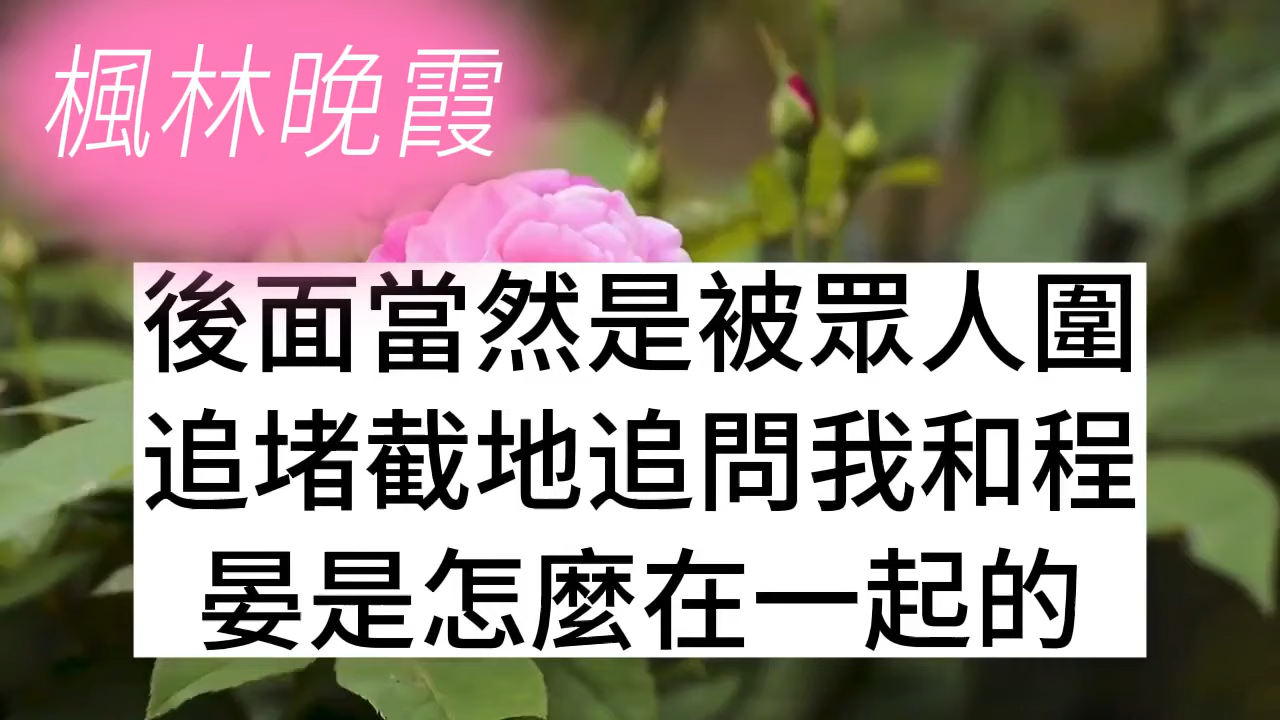 楓林晚霞
後面當然是被眾人圍
追堵截地追問我和程
晏是怎麼在一起的